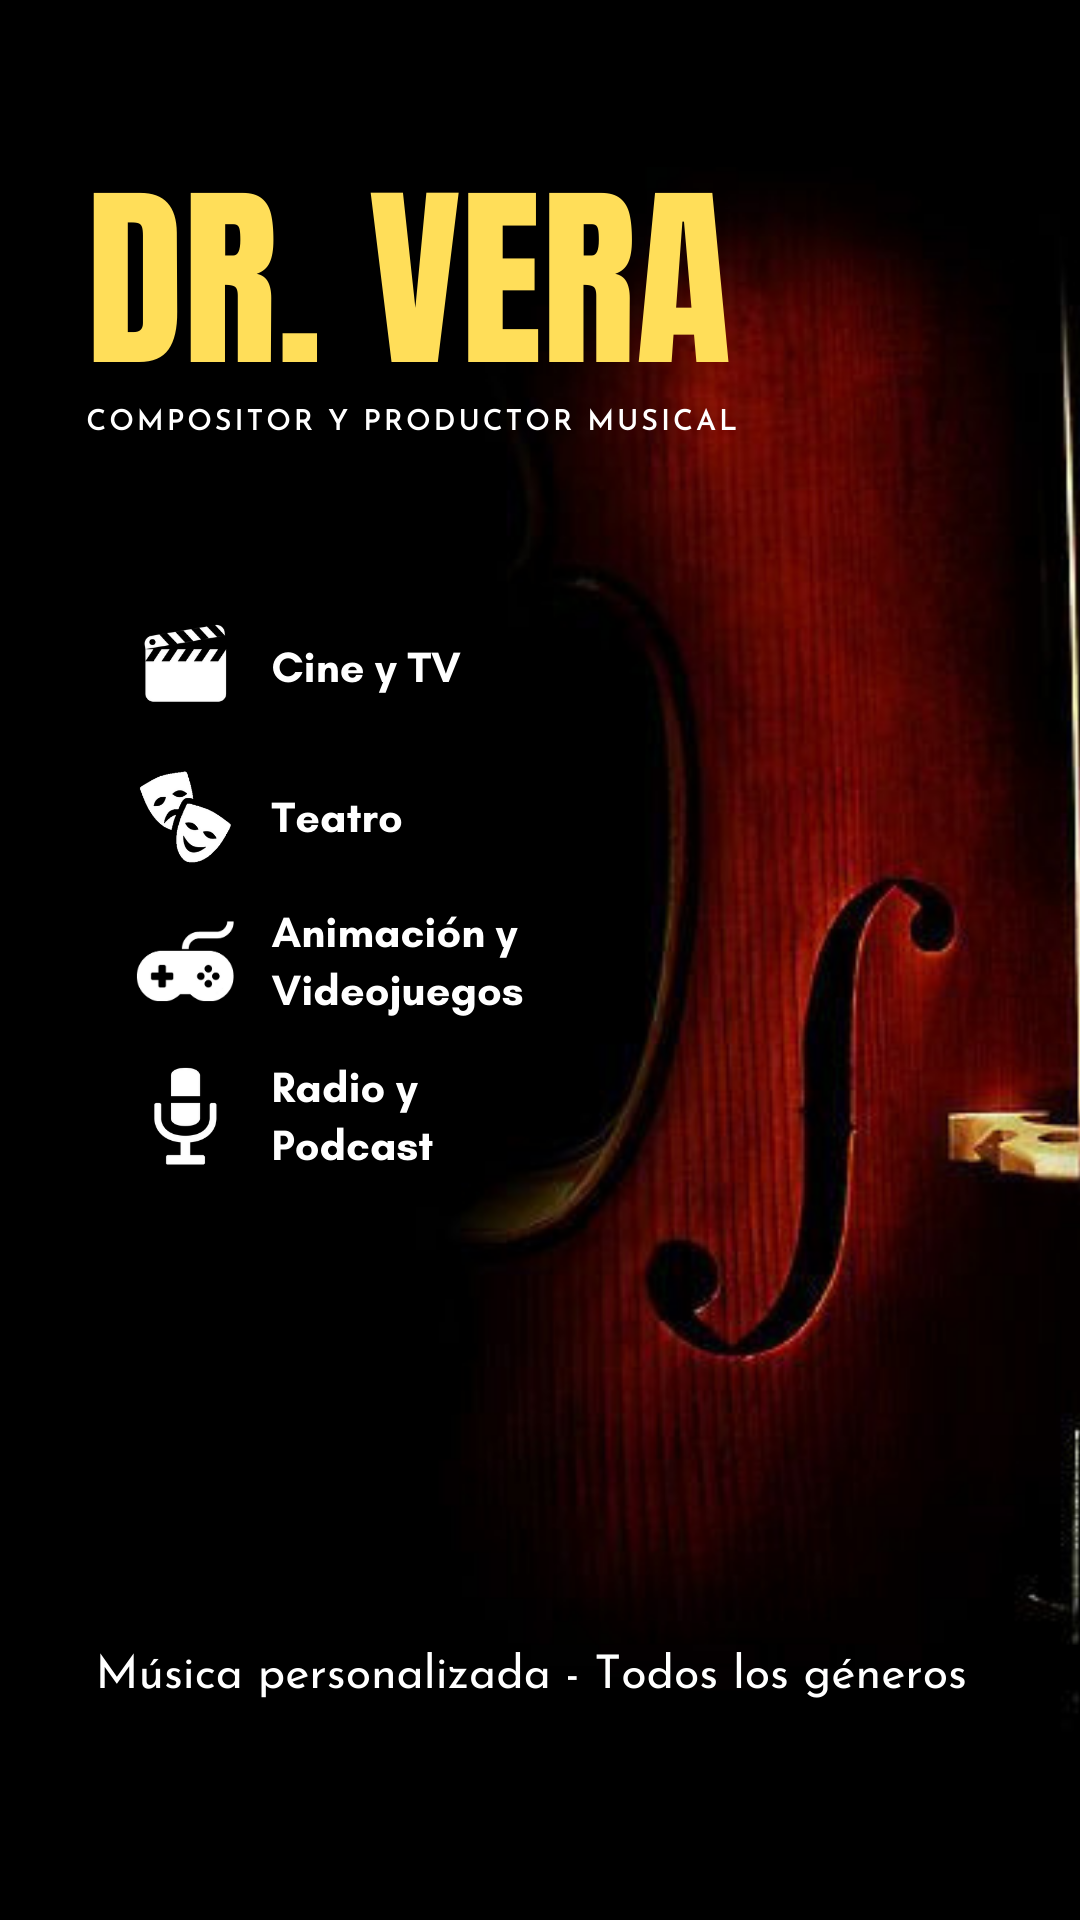 DR. VERA
COMPOSITOR Y PRODUCTOR MUSICAL
Cine y TV
Teatro
Animación y
Videojuegos
Radio y
Podcast
Música personalizada - Todos los géneros